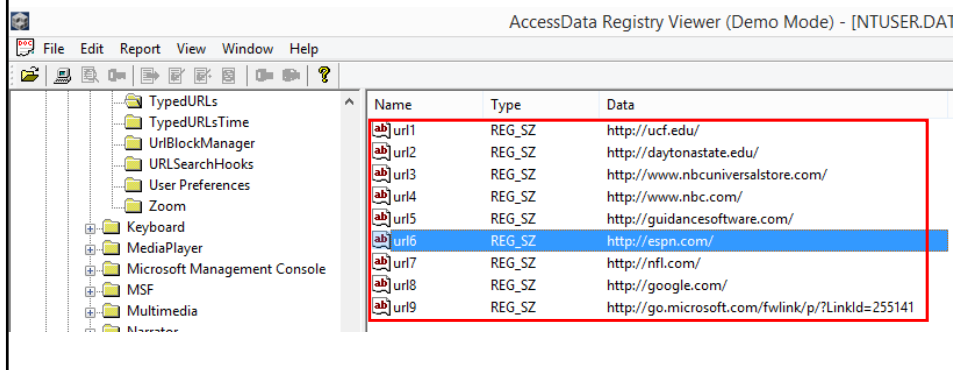 AccessData Registry Viewer (Demo Mode) - [NTUSER.DAT
File Edit Report View Window Help
TypedURLs
TypedURLsTime
UrlBlockManager
URLSearchHooks
User Preferences
Zoom
Keyboard
MediaPlayer
Microsoft Management Console
MSF
Multimedia
Narrator
Name Type Data
url1 REG_SZ http://ucf.edu/
url2 REG_SZ http://daytonastate.edu/
url3 REG_SZ http://www.nbcuniversalstore.com/
url4 REG_SZ http://www.nbc.com/
url5 REG_SZ http://guidancesoftware.com/
url6 REG_SZ http://espn.com/
url7 REG_SZ http://nfl.com/
url8 REG_SZ http://google.com/
url9 REG_SZ http://go.microsoft.com/fwlink/p/?LinkId=255141